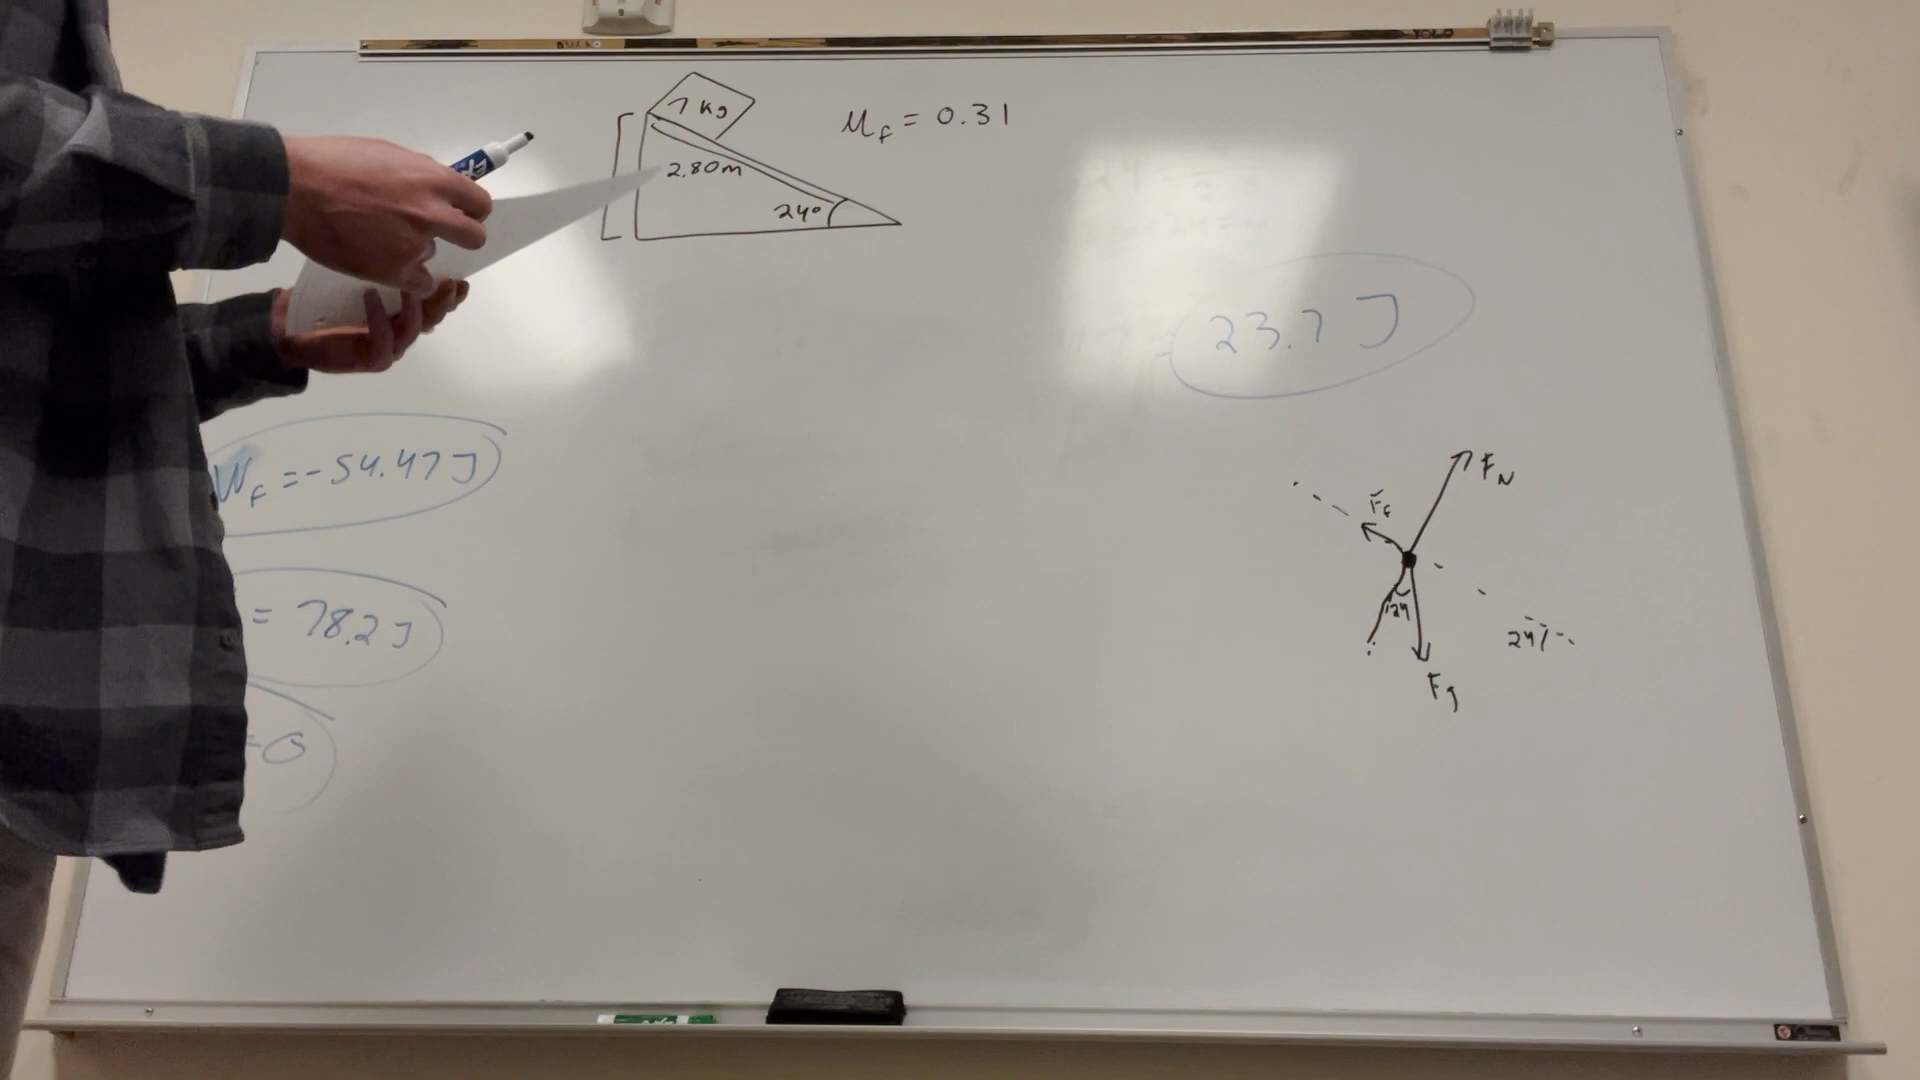 7 kg
μf = 0.31
2.80m
24°
23.7 J
Wf = -54.47 J
= 78.2 J
= 0
FN
Ff
24
24
Fg